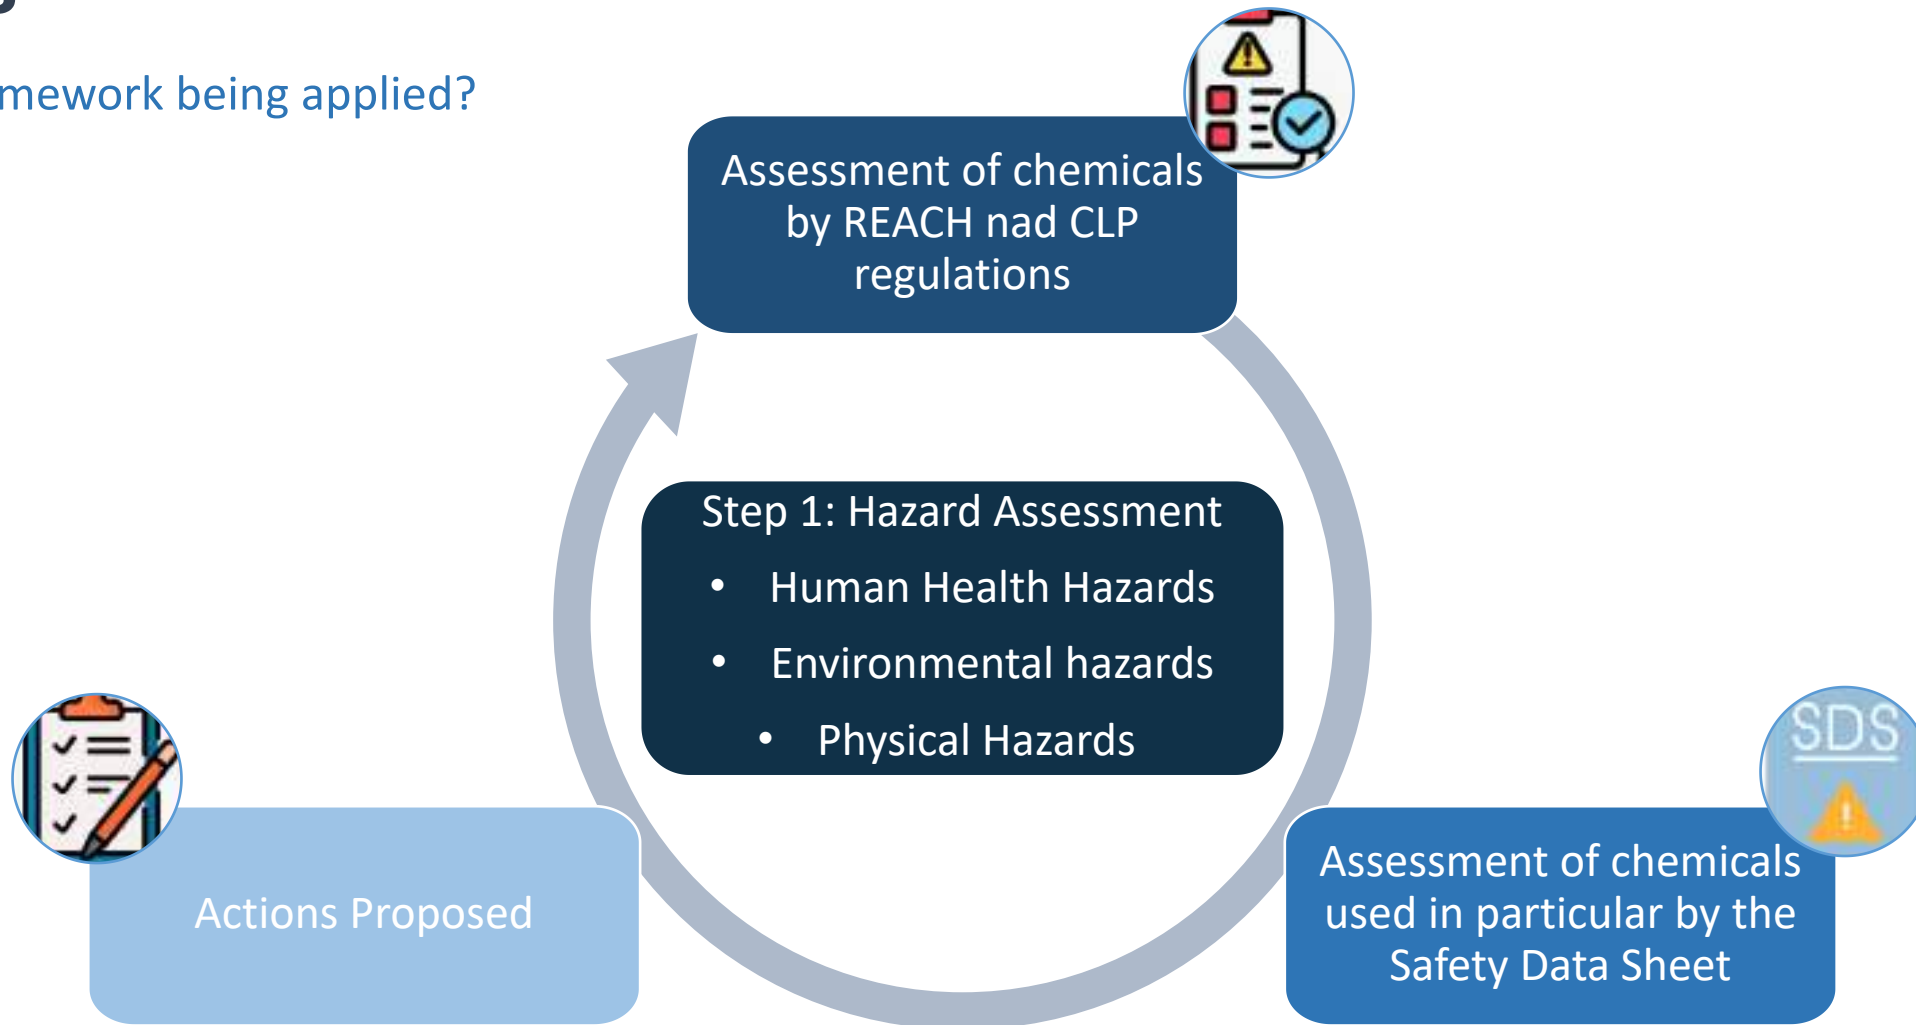 mework being applied?
Assessment of chemicals
by REACH nad CLP
regulations
Step 1: Hazard Assessment
• Human Health Hazards
• Environmental hazards
• Physical Hazards
SDS
Actions Proposed
Assessment of chemicals
used in particular by the
Safety Data Sheet